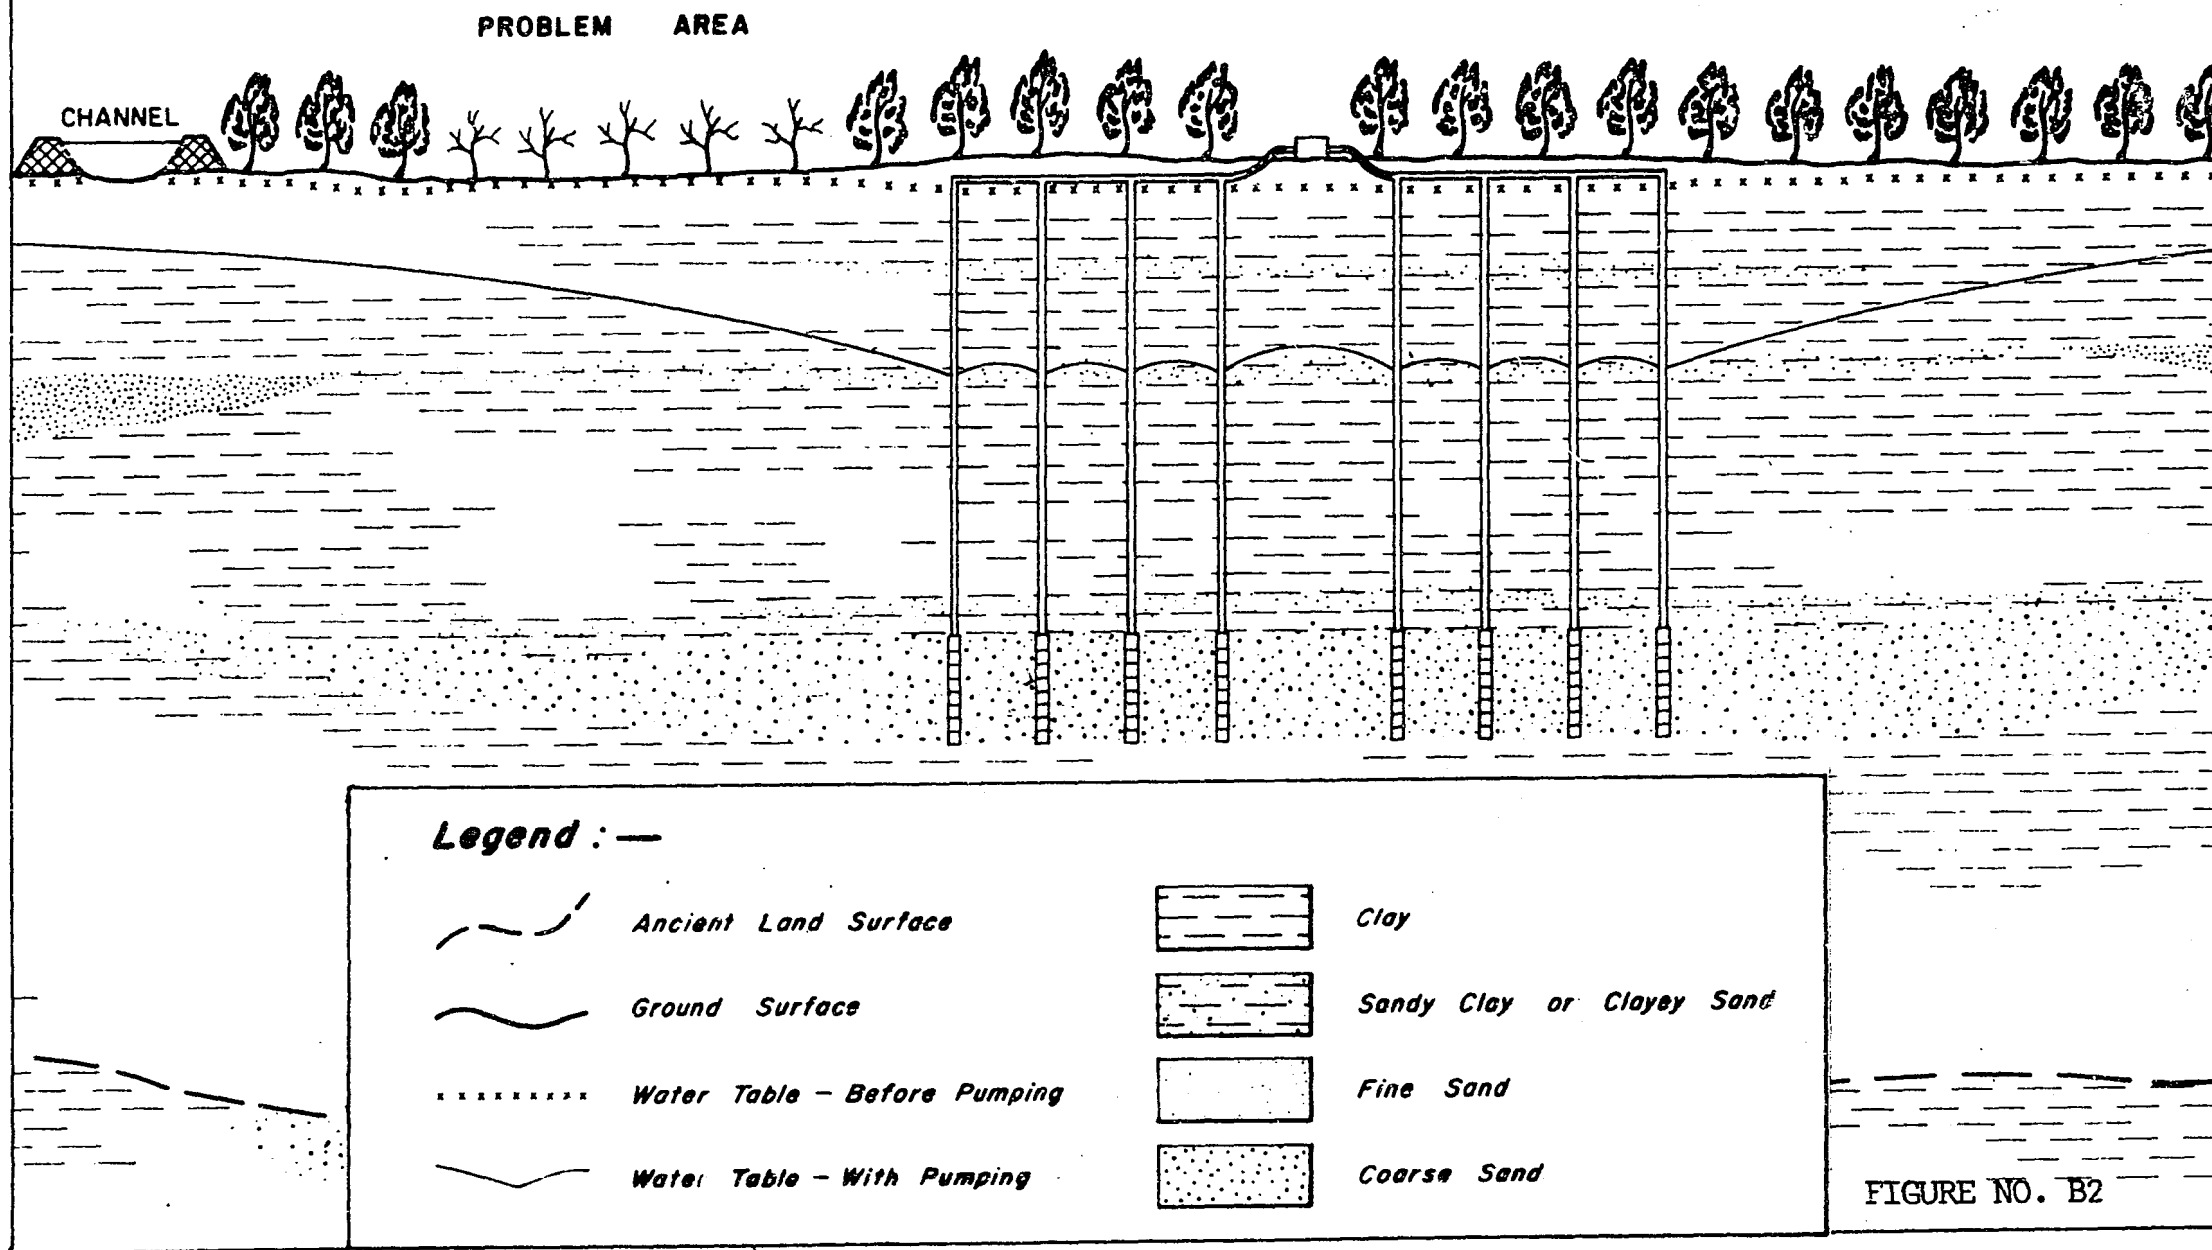 PROBLEM AREA
CHANNEL
Legend : —
Ancient Land Surface
Ground Surface
Water Table – Before Pumping
Water Table – With Pumping
Clay
Sandy Clay or Clayey Sand
Fine Sand
Coarse Sand
FIGURE NO. B2